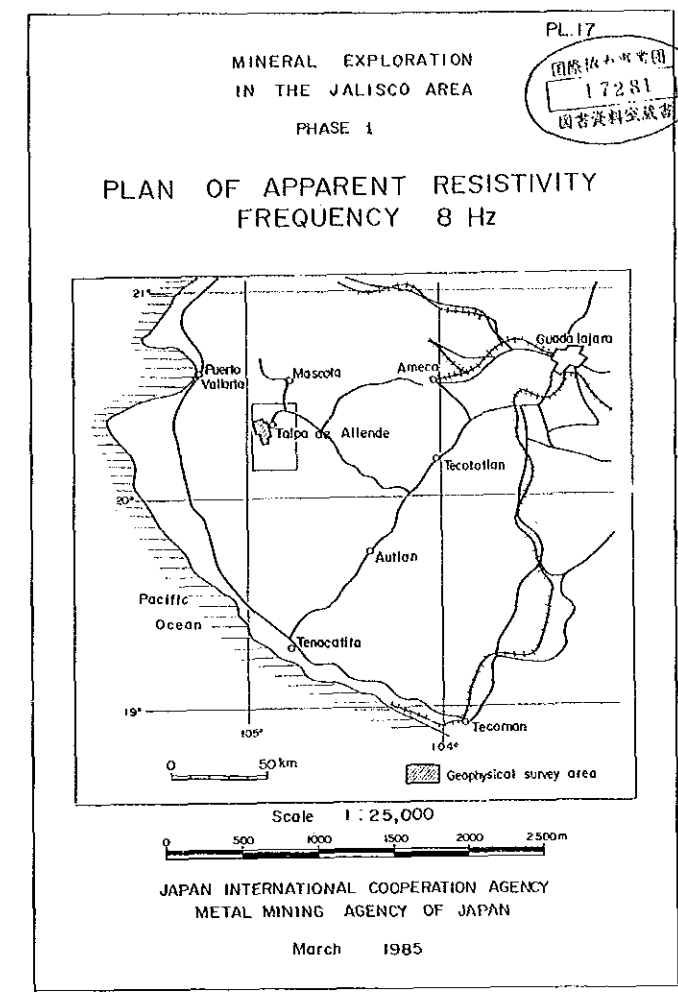 PL.17
国際協力事業団
17281
図書資料室蔵書
MINERAL EXPLORATION
IN THE JALISCO AREA
PHASE 1
PLAN OF APPARENT RESISTIVITY
FREQUENCY 8 Hz
21°
Guadalajara
Puerto
Vallarta
Mascota
Ameca
Talpa de Allende
Tecototlan
20°
Autlan
Pacific
Ocean
Tenacatita
19°
Tecoman
105°
104°
0 50 km
Geophysical survey area
Scale 1:25,000
0 500 1000 1500 2000 2500m
JAPAN INTERNATIONAL COOPERATION AGENCY
METAL MINING AGENCY OF JAPAN
March 1985